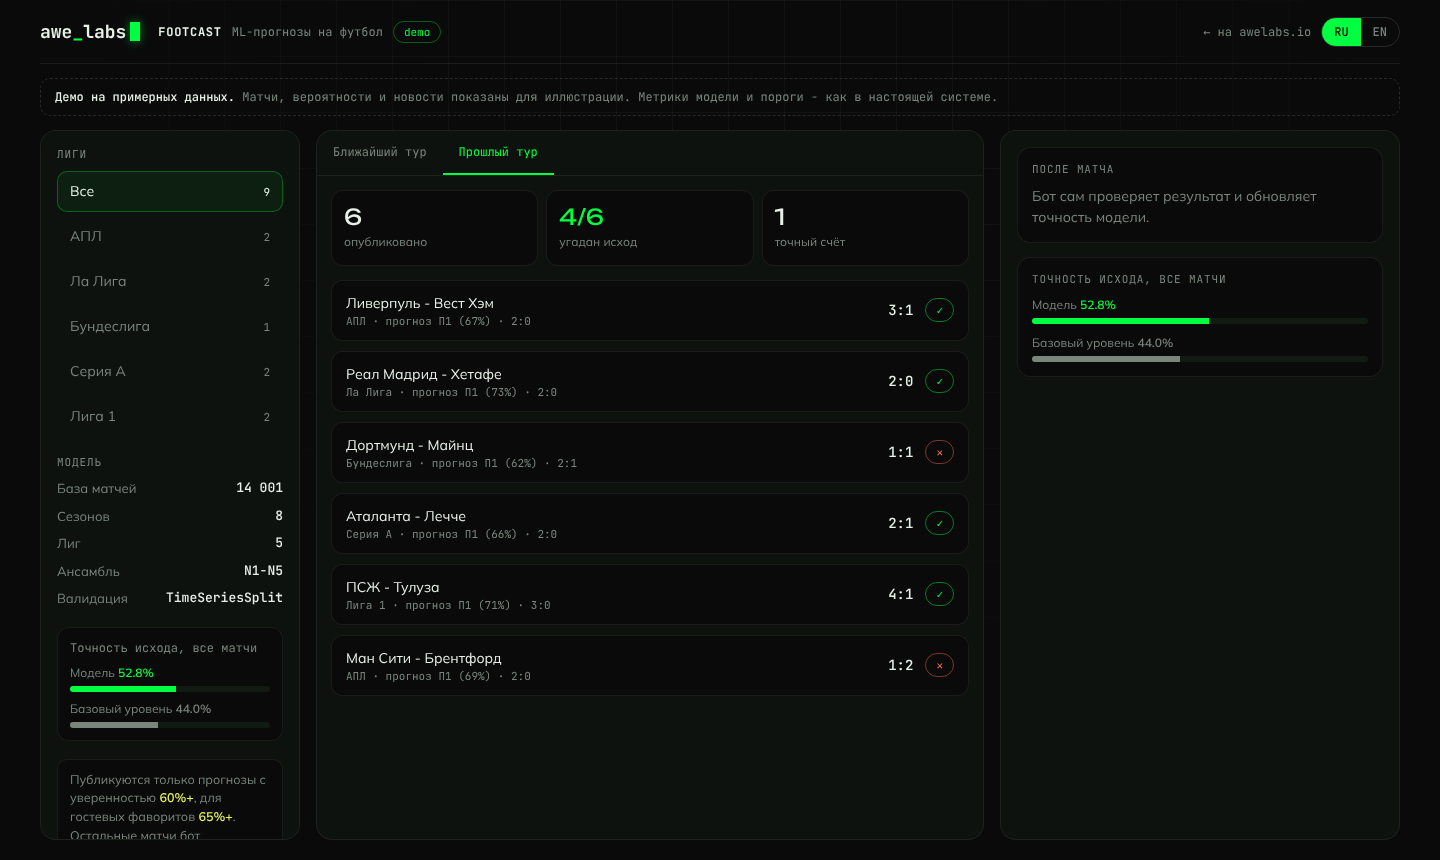 awe_labs FOOTCAST ML-прогнозы на футбол demo ← на awelabs.io RU EN
Демо на примерных данных. Матчи, вероятности и новости показаны для иллюстрации. Метрики модели и пороги - как в настоящей системе.
ЛИГИ
Все 9
АПЛ 2
Ла Лига 2
Бундеслига 1
Серия А 2
Лига 1 2
МОДЕЛЬ
База матчей 14 001
Сезонов 8
Лиг 5
Ансамбль N1-N5
Валидация TimeSeriesSplit
Точность исхода, все матчи
Модель 52.8%
Базовый уровень 44.0%
Публикуются только прогнозы с
уверенностью 60%+, для
гостевых фаворитов 65%+.
Остальные матчи бот
Ближайший тур Прошлый тур
6 4/6 1
опубликовано угадан исход точный счёт
Ливерпуль - Вест Хэм
АПЛ · прогноз П1 (67%) · 2:0
3:1 ✓
Реал Мадрид - Хетафе
Ла Лига · прогноз П1 (73%) · 2:0
2:0 ✓
Дортмунд - Майнц
Бундеслига · прогноз П1 (62%) · 2:1
1:1 ✕
Аталанта - Лечче
Серия А · прогноз П1 (66%) · 2:0
2:1 ✓
ПСЖ - Тулуза
Лига 1 · прогноз П1 (71%) · 3:0
4:1 ✓
Ман Сити - Брентфорд
АПЛ · прогноз П1 (69%) · 2:0
1:2 ✕
ПОСЛЕ МАТЧА
Бот сам проверяет результат и обновляет
точность модели.
ТОЧНОСТЬ ИСХОДА, ВСЕ МАТЧИ
Модель 52.8%
Базовый уровень 44.0%